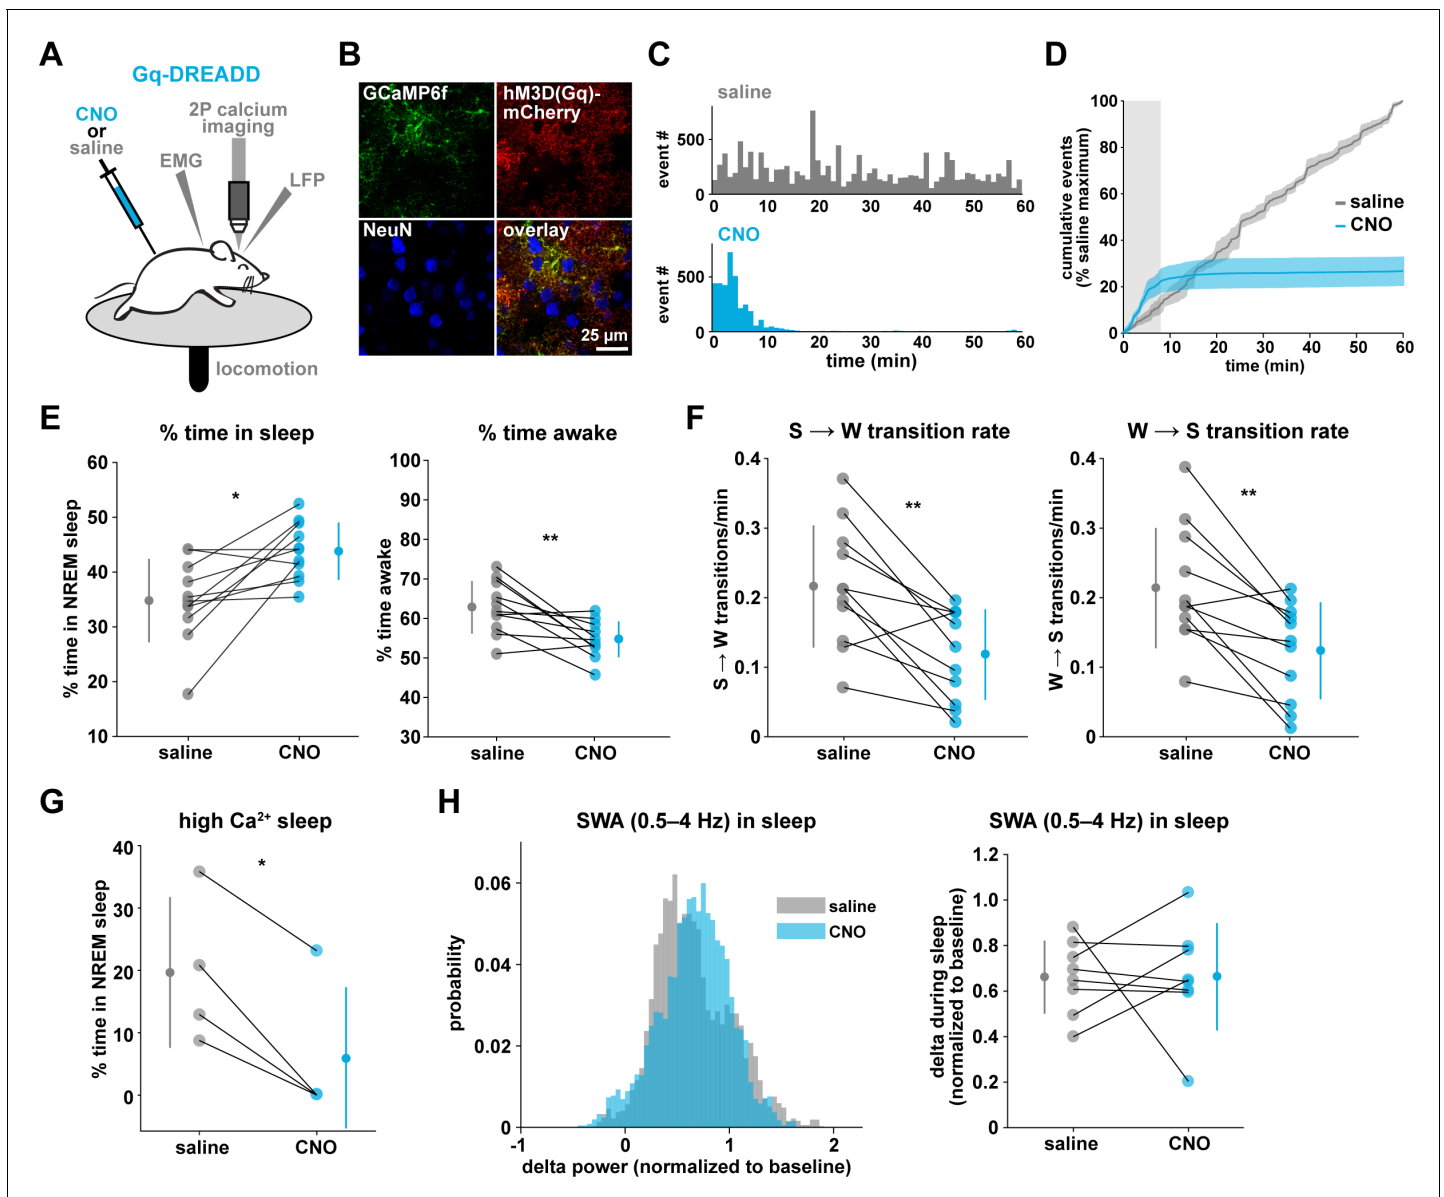 A
Gq-DREADD
CNO
or
saline
2P calcium
imaging
EMG
LFP
locomotion
B
GCaMP6f
hM3D(Gq)-
mCherry
NeuN
overlay
25 µm
C
saline
event #
500
0
0 10 20 30 40 50 60
CNO
event #
500
0
0 10 20 30 40 50 60
time (min)
D
cumulative events
(% saline maximum)
100
80
60
40
20
0
saline
CNO
0 10 20 30 40 50 60
time (min)
E
% time in sleep
% time in NREM sleep
60
50
40
30
20
10
*
saline CNO
% time awake
% time awake
100
90
80
70
60
50
40
30
**
saline CNO
F
S → W transition rate
S → W transitions/min
0.4
0.3
0.2
0.1
0
**
saline CNO
W → S transition rate
W → S transitions/min
0.4
0.3
0.2
0.1
0
**
saline CNO
G
high Ca²⁺ sleep
% time in NREM sleep
40
30
20
10
0
*
saline CNO
H
SWA (0.5–4 Hz) in sleep
probability
0.06
0.04
0.02
0
saline
CNO
-1 0 1 2
delta power (normalized to baseline)
SWA (0.5–4 Hz) in sleep
delta during sleep
(normalized to baseline)
1.2
1.0
0.8
0.6
0.4
0.2
0
saline CNO